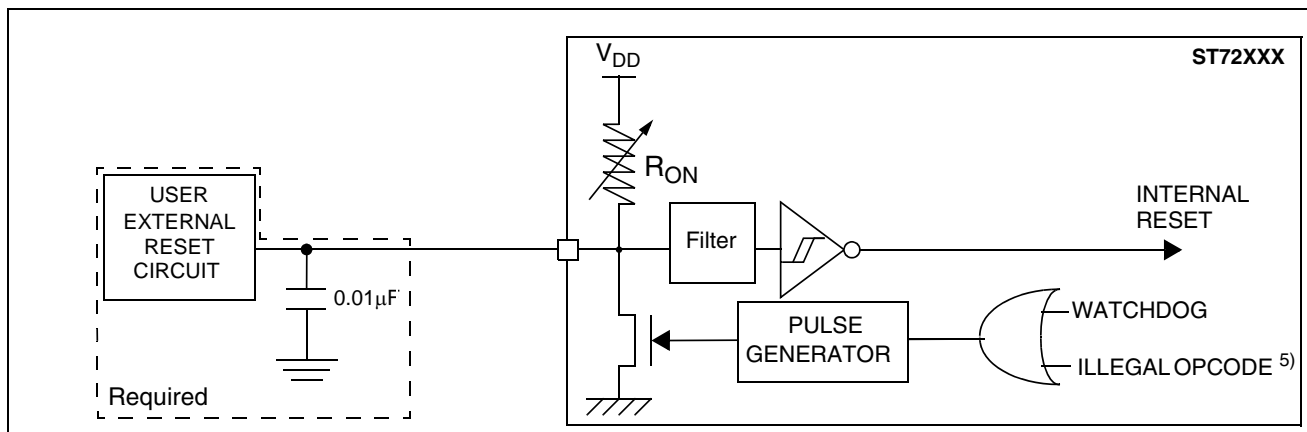 ST72XXX
VDD
RON
USER
EXTERNAL
RESET
CIRCUIT
0.01μF
Required
Filter
INTERNAL
RESET
PULSE
GENERATOR
WATCHDOG
ILLEGAL OPCODE 5)